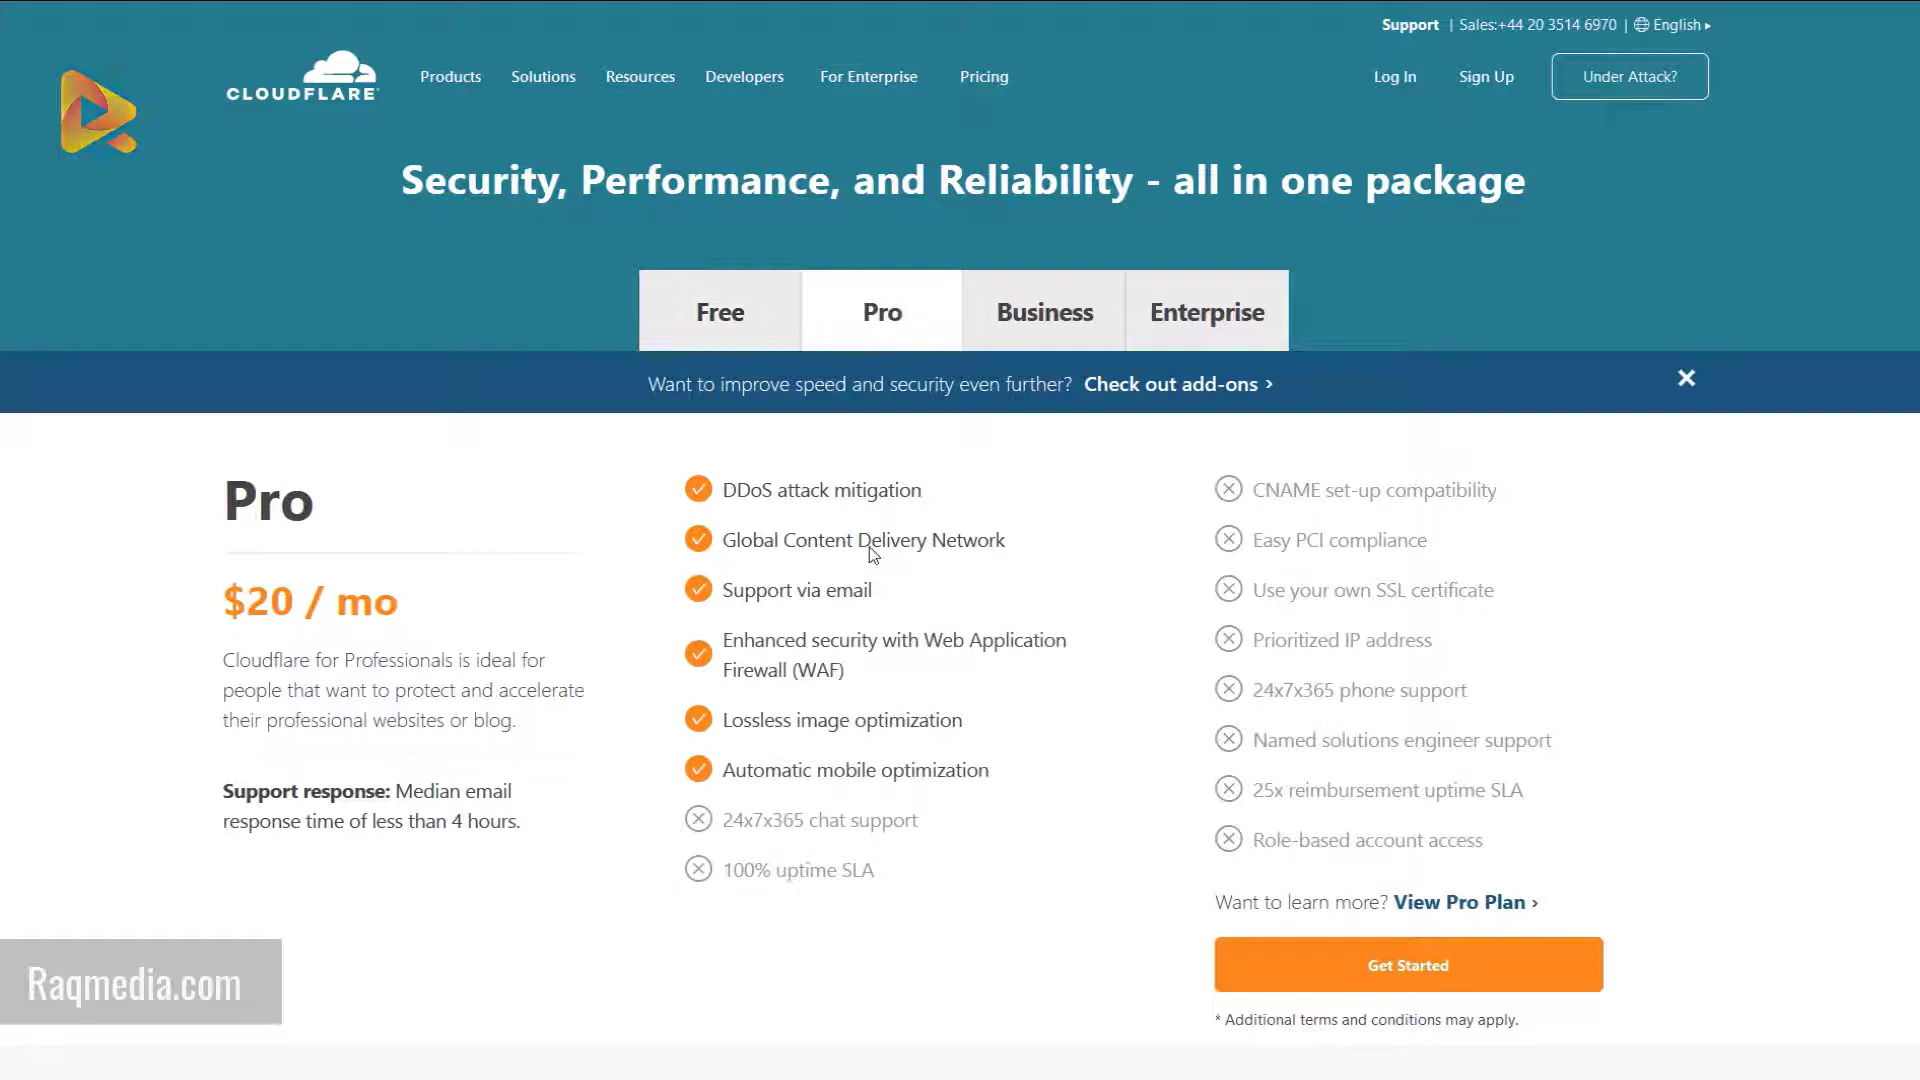 Support | Sales:+44 20 3514 6970 | English ▸
CLOUDFLARE
Products Solutions Resources Developers For Enterprise Pricing Log In Sign Up Under Attack?
Security, Performance, and Reliability - all in one package
Free Pro Business Enterprise
Want to improve speed and security even further? Check out add-ons ›
Pro
$20 / mo
Cloudflare for Professionals is ideal for
people that want to protect and accelerate
their professional websites or blog.
Support response: Median email
response time of less than 4 hours.
DDoS attack mitigation
Global Content Delivery Network
Support via email
Enhanced security with Web Application
Firewall (WAF)
Lossless image optimization
Automatic mobile optimization
24x7x365 chat support
100% uptime SLA
CNAME set-up compatibility
Easy PCI compliance
Use your own SSL certificate
Prioritized IP address
24x7x365 phone support
Named solutions engineer support
25x reimbursement uptime SLA
Role-based account access
Want to learn more? View Pro Plan ›
Get Started
* Additional terms and conditions may apply.
Raqmedia.com